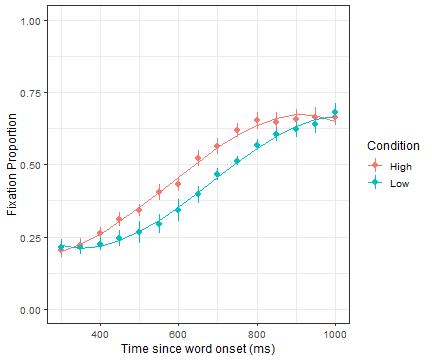 1.00
0.75
0.50
0.25
0.00
Fixation Proportion
400
600
800
1000
Time since word onset (ms)
Condition
High
Low